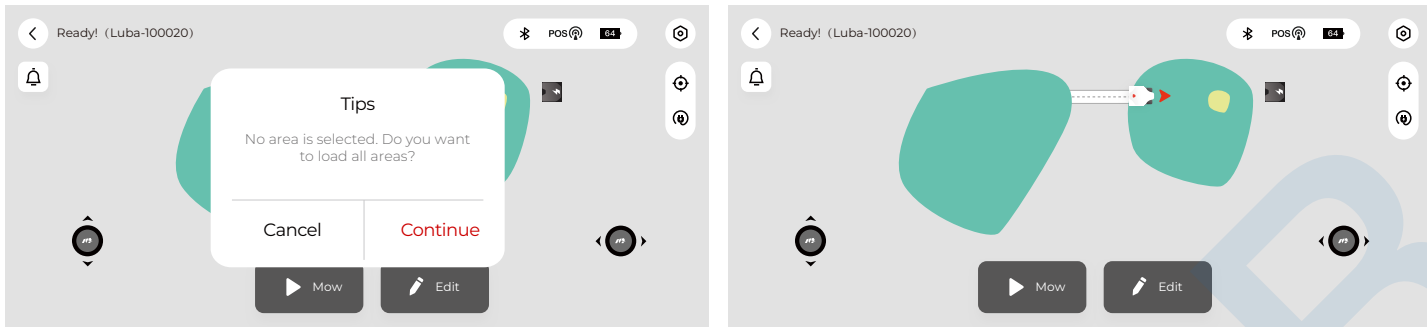 Ready!（Luba-100020）
POS
64
Tips
No area is selected. Do you want
to load all areas?
Cancel
Continue
Mow
Edit
Ready!（Luba-100020）
POS
64
Mow
Edit